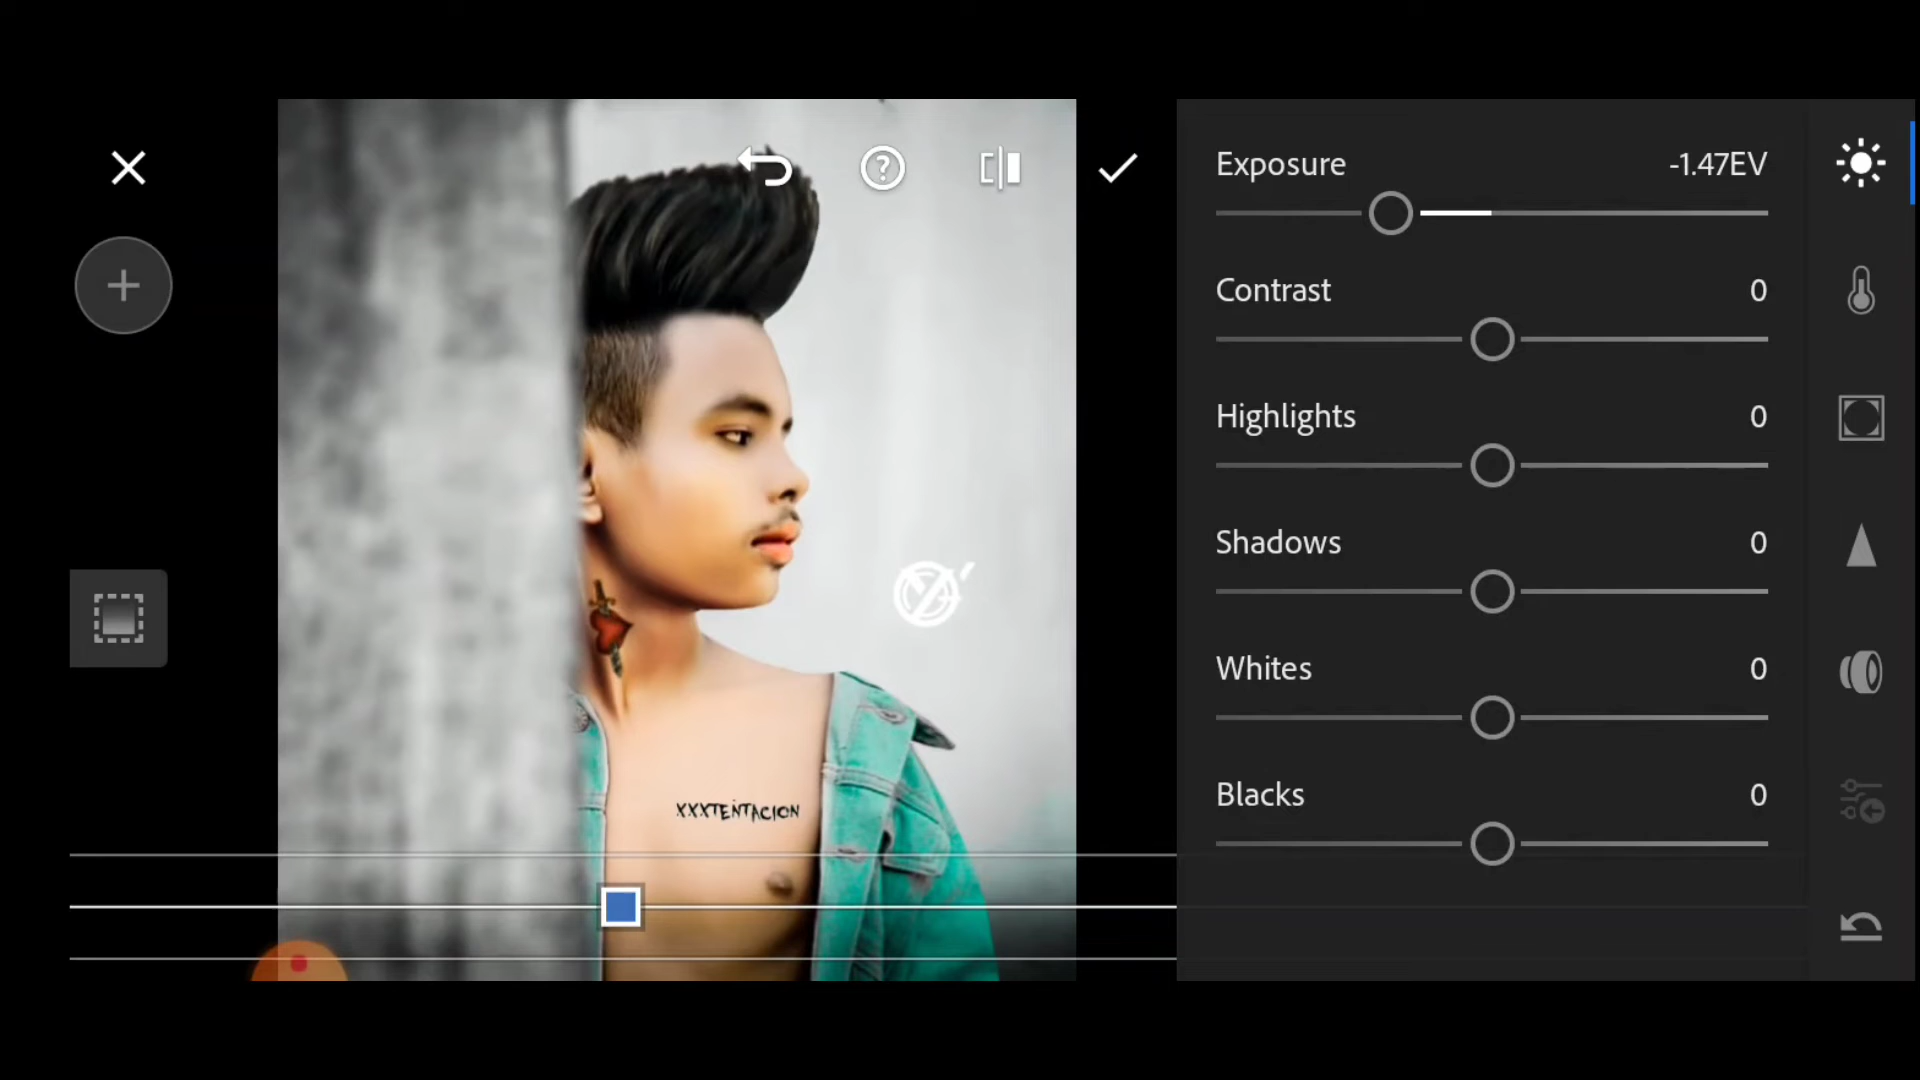 Exposure -1.47EV
Contrast 0
Highlights 0
Shadows 0
Whites 0
Blacks 0
XXXTENTACION